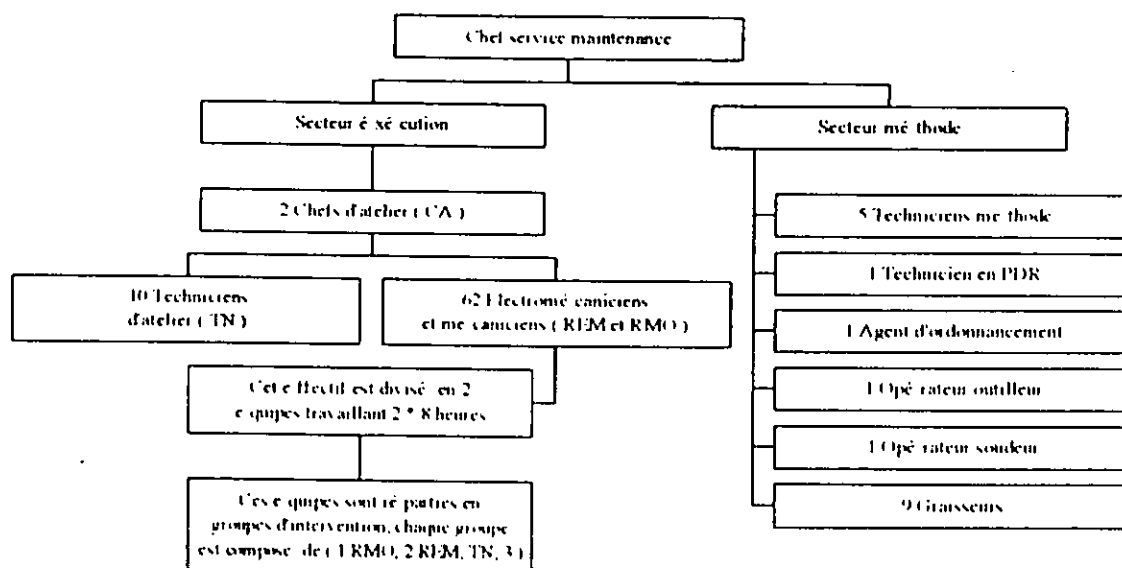 Chef service maintenance
Secteur é xé cution
Secteur mé thode
2 Chefs d'atelier ( CA )
10 Techniciens
d'atelier ( TN )
62 Electromé caniciens
et mé caniciens ( REM et RMO )
Cet e ffectif est divisé en 2
e quipes travaillant 2 * 8 heures
Ces e quipes sont ré parties en
groupes d'intervention, chaque groupe
est compose de ( 1 RMO, 2 REM, TN, 3 )
5 Techniciens mé thode
1 Technicien en PDR
1 Agent d'ordonnancement
1 Opé rateur outilleur
1 Opé rateur soudeur
9 Graisseurs